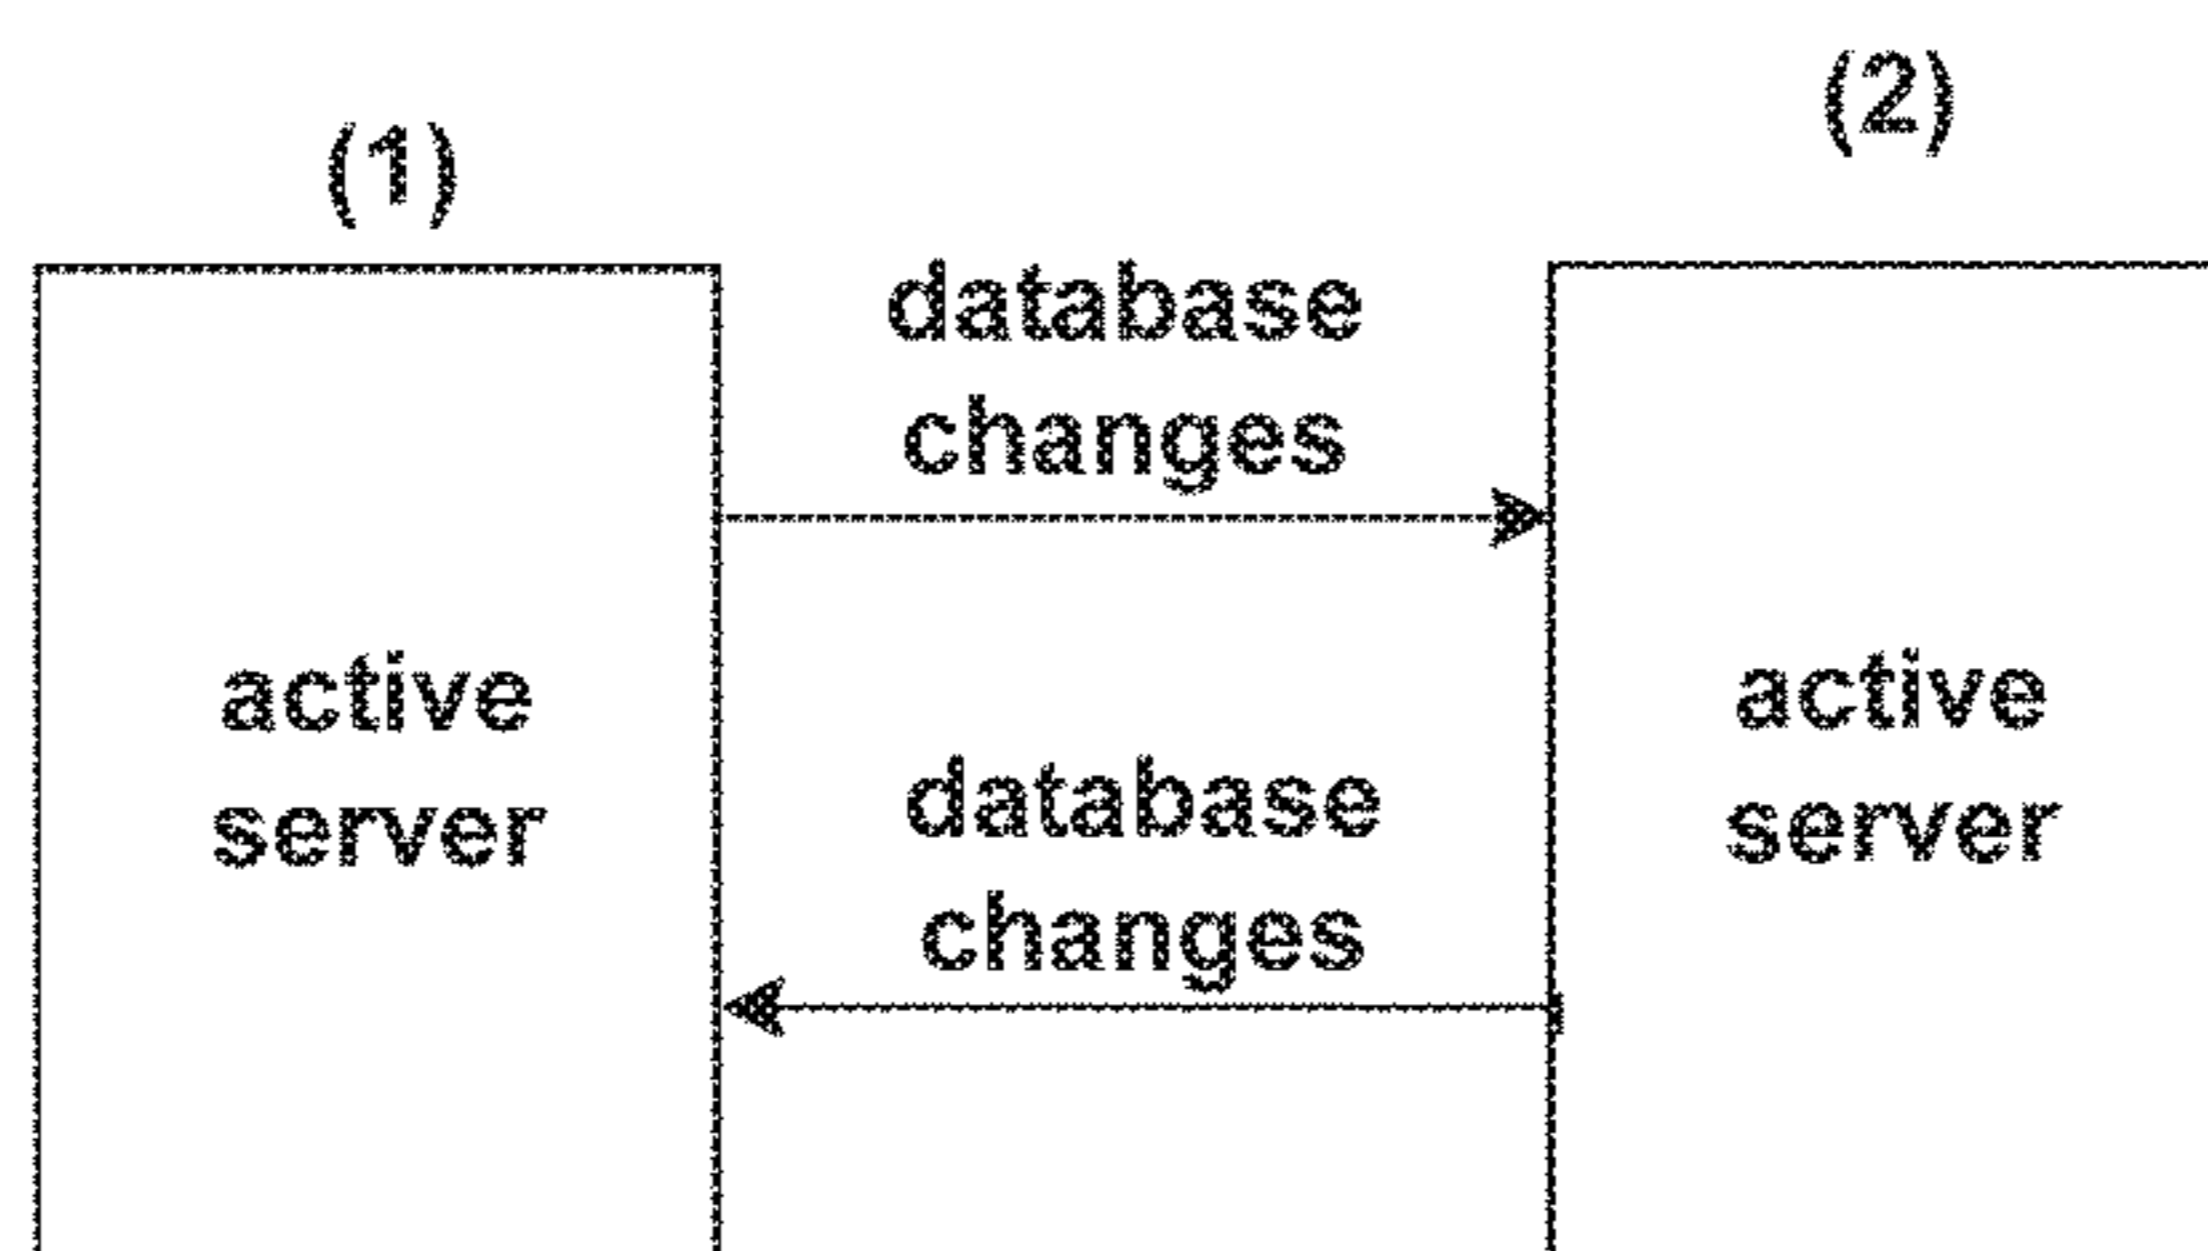 (1)
(2)
database
changes
active
server
active
server
database
changes